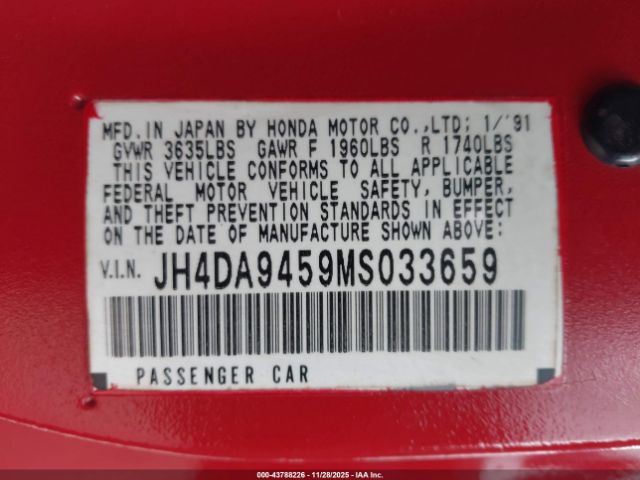 MFD. IN JAPAN BY HONDA MOTOR CO.,LTD; 1/'91
GVWR 3635LBS GAWR F 1960LBS R 1740LBS
THIS VEHICLE CONFORMS TO ALL APPLICABLE
FEDERAL MOTOR VEHICLE SAFETY, BUMPER,
AND THEFT PREVENTION STANDARDS IN EFFECT
ON THE DATE OF MANUFACTURE SHOWN ABOVE:
V.I.N. JH4DA9459MS033659
PASSENGER CAR
000-43788226 - 11/28/2025 - IAA Inc.